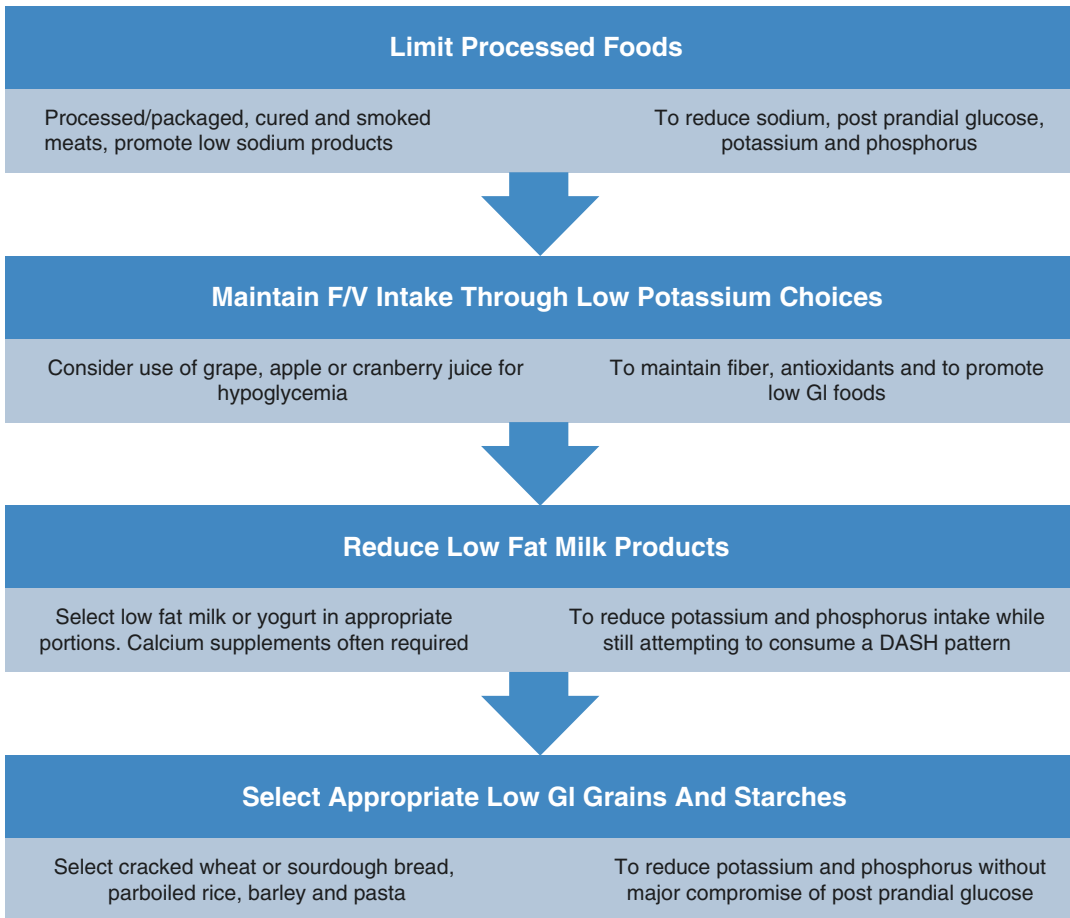 Limit Processed Foods
Processed/packaged, cured and smoked
meats, promote low sodium products
To reduce sodium, post prandial glucose,
potassium and phosphorus
Maintain F/V Intake Through Low Potassium Choices
Consider use of grape, apple or cranberry juice for
hypoglycemia
To maintain fiber, antioxidants and to promote
low GI foods
Reduce Low Fat Milk Products
Select low fat milk or yogurt in appropriate
portions. Calcium supplements often required
To reduce potassium and phosphorus intake while
still attempting to consume a DASH pattern
Select Appropriate Low GI Grains And Starches
Select cracked wheat or sourdough bread,
parboiled rice, barley and pasta
To reduce potassium and phosphorus without
major compromise of post prandial glucose